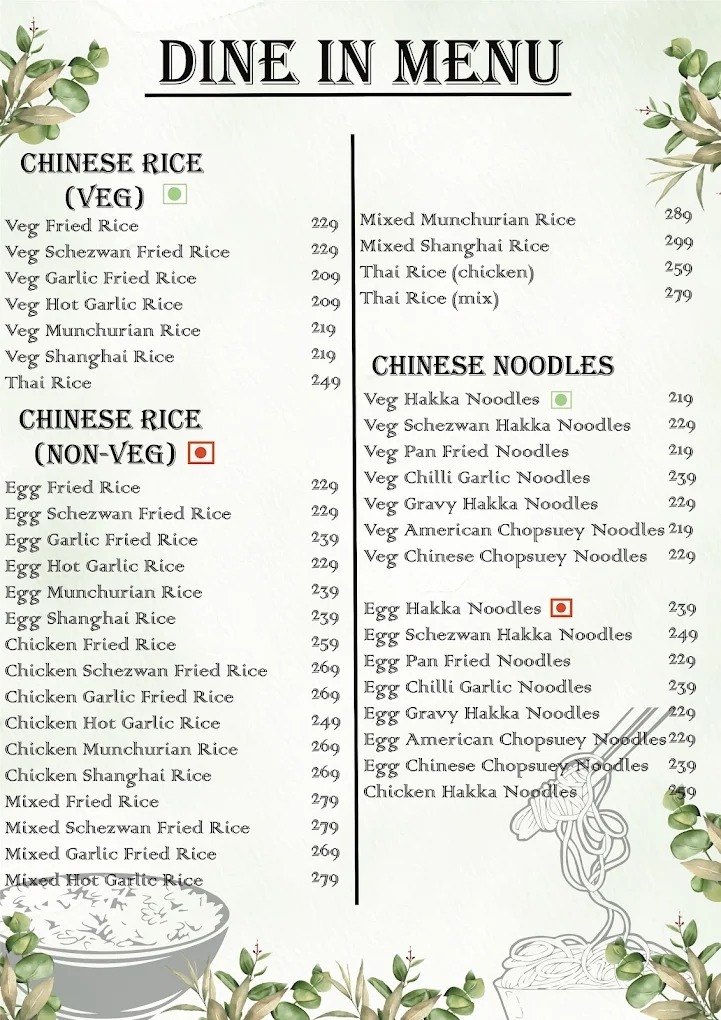 DINE IN MENU
CHINESE RICE
(VEG)
Veg Fried Rice 229
Veg Schezwan Fried Rice 229
Veg Garlic Fried Rice 209
Veg Hot Garlic Rice 209
Veg Munchurian Rice 219
Veg Shanghai Rice 219
Thai Rice 249
CHINESE RICE
(NON-VEG)
Egg Fried Rice 229
Egg Schezwan Fried Rice 229
Egg Garlic Fried Rice 239
Egg Hot Garlic Rice 229
Egg Munchurian Rice 239
Egg Shanghai Rice 239
Chicken Fried Rice 259
Chicken Schezwan Fried Rice 269
Chicken Garlic Fried Rice 269
Chicken Hot Garlic Rice 249
Chicken Munchurian Rice 269
Chicken Shanghai Rice 269
Mixed Fried Rice 279
Mixed Schezwan Fried Rice 279
Mixed Garlic Fried Rice 269
Mixed Hot Garlic Rice 279
Mixed Munchurian Rice 289
Mixed Shanghai Rice 299
Thai Rice (chicken) 259
Thai Rice (mix) 279
CHINESE NOODLES
Veg Hakka Noodles 219
Veg Schezwan Hakka Noodles 229
Veg Pan Fried Noodles 219
Veg Chilli Garlic Noodles 239
Veg Gravy Hakka Noodles 229
Veg American Chopsuey Noodles 219
Veg Chinese Chopsuey Noodles 229
Egg Hakka Noodles 239
Egg Schezwan Hakka Noodles 249
Egg Pan Fried Noodles 229
Egg Chilli Garlic Noodles 239
Egg Gravy Hakka Noodles 229
Egg American Chopsuey Noodles 229
Egg Chinese Chopsuey Noodles 239
Chicken Hakka Noodles 259